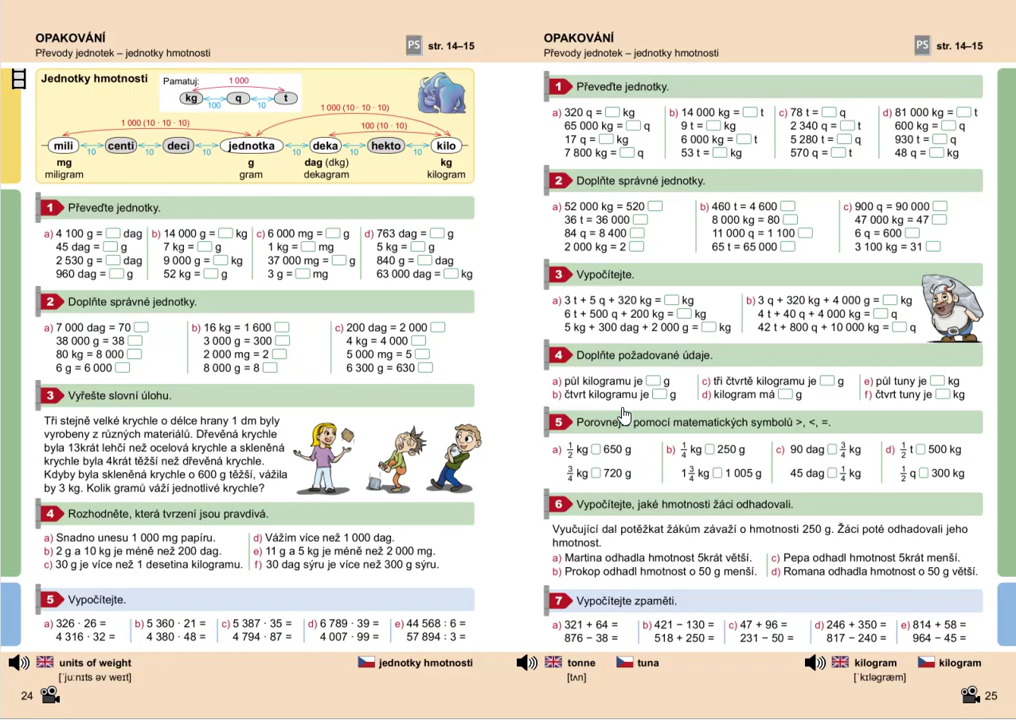 OPAKOVÁNÍ
Převody jednotek – jednotky hmotnosti
PS str. 14–15
Jednotky hmotnosti
Pamatuj:
1 000
kg q t
100 10
1 000 (10 · 10 · 10)
1 000 (10 · 10 · 10)
100 (10 · 10)
mili centi deci jednotka deka hekto kilo
10 10 10 10 10 10
mg g dag (dkg) kg
miligram gram dekagram kilogram
1 Převeďte jednotky.
a) 4 100 g = □ dag
45 dag = □ g
2 530 g = □ dag
960 dag = □ g
b) 14 000 g = □ kg
7 kg = □ g
9 000 g = □ kg
52 kg = □ g
c) 6 000 mg = □ g
1 kg = □ mg
37 000 mg = □ g
3 g = □ mg
d) 763 dag = □ g
5 kg = □ g
840 g = □ dag
63 000 dag = □ kg
2 Doplňte správné jednotky.
a) 7 000 dag = 70 □
38 000 g = 38 □
80 kg = 8 000 □
6 g = 6 000 □
b) 16 kg = 1 600 □
3 000 g = 300 □
2 000 mg = 2 □
8 000 g = 8 □
c) 200 dag = 2 000 □
4 kg = 4 000 □
5 000 mg = 5 □
6 300 g = 630 □
3 Vyřešte slovní úlohu.
Tři stejně velké krychle o délce hrany 1 dm byly
vyrobeny z různých materiálů. Dřevěná krychle
byla 13krát lehčí než ocelová krychle a skleněná
krychle byla 4krát těžší než dřevěná krychle.
Kdyby byla skleněná krychle o 600 g těžší, vážila
by 3 kg. Kolik gramů váží jednotlivé krychle?
4 Rozhodněte, která tvrzení jsou pravdivá.
a) Snadno unesu 1 000 mg papíru.
b) 2 g a 10 kg je méně než 200 dag.
c) 30 g je více než 1 desetina kilogramu.
d) Vážím více než 1 000 dag.
e) 11 g a 5 kg je méně než 2 000 mg.
f) 30 dag sýru je více než 300 g sýru.
5 Vypočítejte.
a) 326 · 26 =
4 316 · 32 =
b) 5 360 · 21 =
4 380 · 48 =
c) 5 387 · 35 =
4 794 · 87 =
d) 6 789 · 39 =
4 007 · 99 =
e) 44 568 : 6 =
57 894 : 3 =
units of weight
[ˈjuːnɪts əv weɪt]
jednotky hmotnosti
24
OPAKOVÁNÍ
Převody jednotek – jednotky hmotnosti
PS str. 14–15
1 Převeďte jednotky.
a) 320 q = □ kg
65 000 kg = □ q
17 q = □ kg
7 800 kg = □ q
b) 14 000 kg = □ t
9 t = □ kg
6 000 kg = □ t
53 t = □ kg
c) 78 t = □ q
2 340 q = □ t
5 280 t = □ q
570 q = □ t
d) 81 000 kg = □ t
600 kg = □ q
930 t = □ q
48 q = □ kg
2 Doplňte správné jednotky.
a) 52 000 kg = 520 □
36 t = 36 000 □
84 q = 8 400 □
2 000 kg = 2 □
b) 460 t = 4 600 □
8 000 kg = 80 □
11 000 q = 1 100 □
65 t = 65 000 □
c) 900 q = 90 000 □
47 000 kg = 47 □
6 q = 600 □
3 100 kg = 31 □
3 Vypočítejte.
a) 3 t + 5 q + 320 kg = □ kg
6 t + 500 q + 200 kg = □ kg
5 kg + 300 dag + 2 000 g = □ kg
b) 3 q + 320 kg + 4 000 g = □ kg
4 t + 40 q + 4 000 kg = □ q
42 t + 800 q + 10 000 kg = □ q
4 Doplňte požadované údaje.
a) půl kilogramu je □ g
b) čtvrt kilogramu je □ g
c) tři čtvrtě kilogramu je □ g
d) kilogram má □ g
e) půl tuny je □ kg
f) čtvrt tuny je □ kg
5 pomocí matematických symbolů >, <, =.
a) 1/2 kg □ 650 g
3/4 kg □ 720 g
b) 1/4 kg □ 250 g
1 3/4 kg □ 1 005 g
c) 90 dag □ 3/4 kg
45 dag □ 1/4 kg
d) 1/2 t □ 500 kg
1/2 q □ 300 kg
6 Vypočítejte, jaké hmotnosti žáci odhadovali.
Vyučující dal potěžkat žákům závaží o hmotnosti 250 g. Žáci poté odhadovali jeho
hmotnost.
a) Martina odhadla hmotnost 5krát větší.
b) Prokop odhadl hmotnost o 50 g menší.
c) Pepa odhadl hmotnost 5krát menší.
d) Romana odhadla hmotnost o 50 g větší.
7 Vypočítejte zpaměti.
a) 321 + 64 =
876 − 38 =
b) 421 − 130 =
518 + 250 =
c) 47 + 96 =
231 − 50 =
d) 246 + 350 =
817 − 240 =
e) 814 + 58 =
964 − 45 =
tonne
[tʌn]
tuna
kilogram
[ˈkɪləɡræm]
kilogram
25